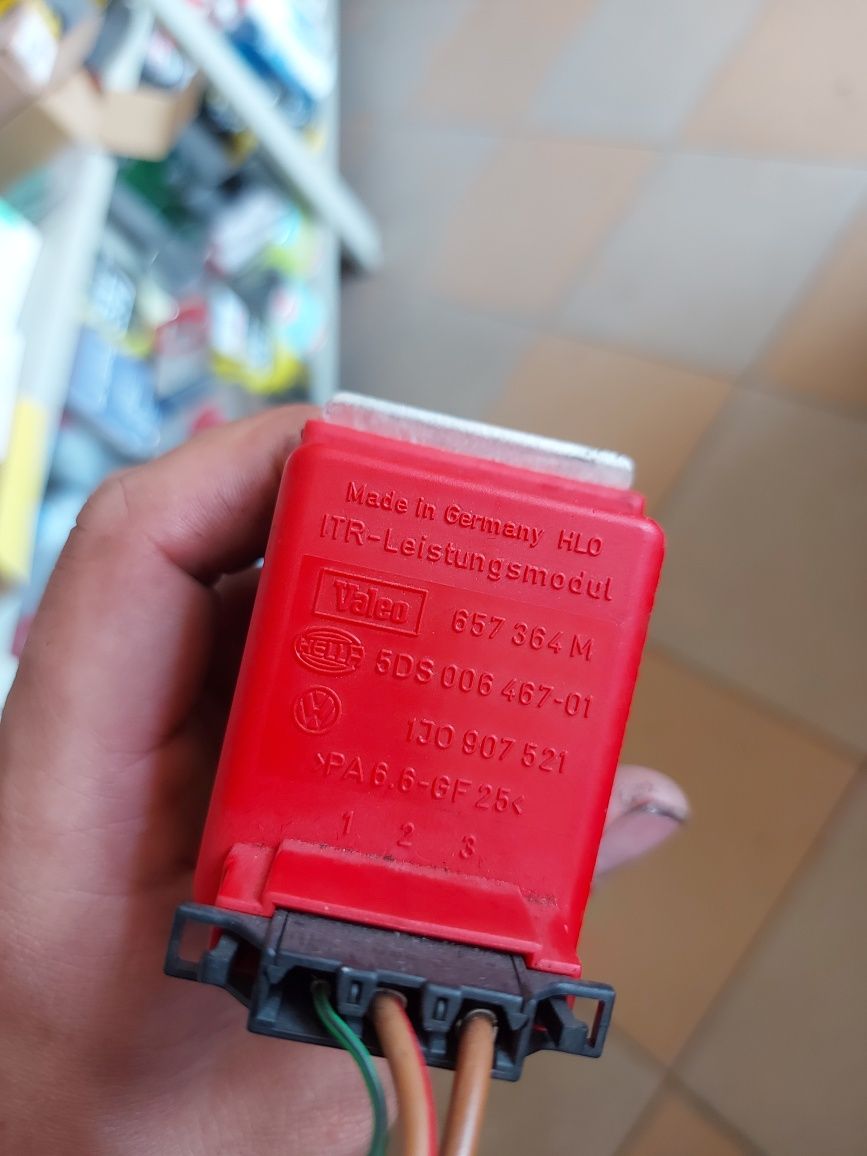 Made in Germany HLO
ITR-Leistungsmodul
Valeo 657 364 M
HELLA 5DS 006 467-01
VW 1J0 907 521
>PA 6.6-GF 25<
1 2 3